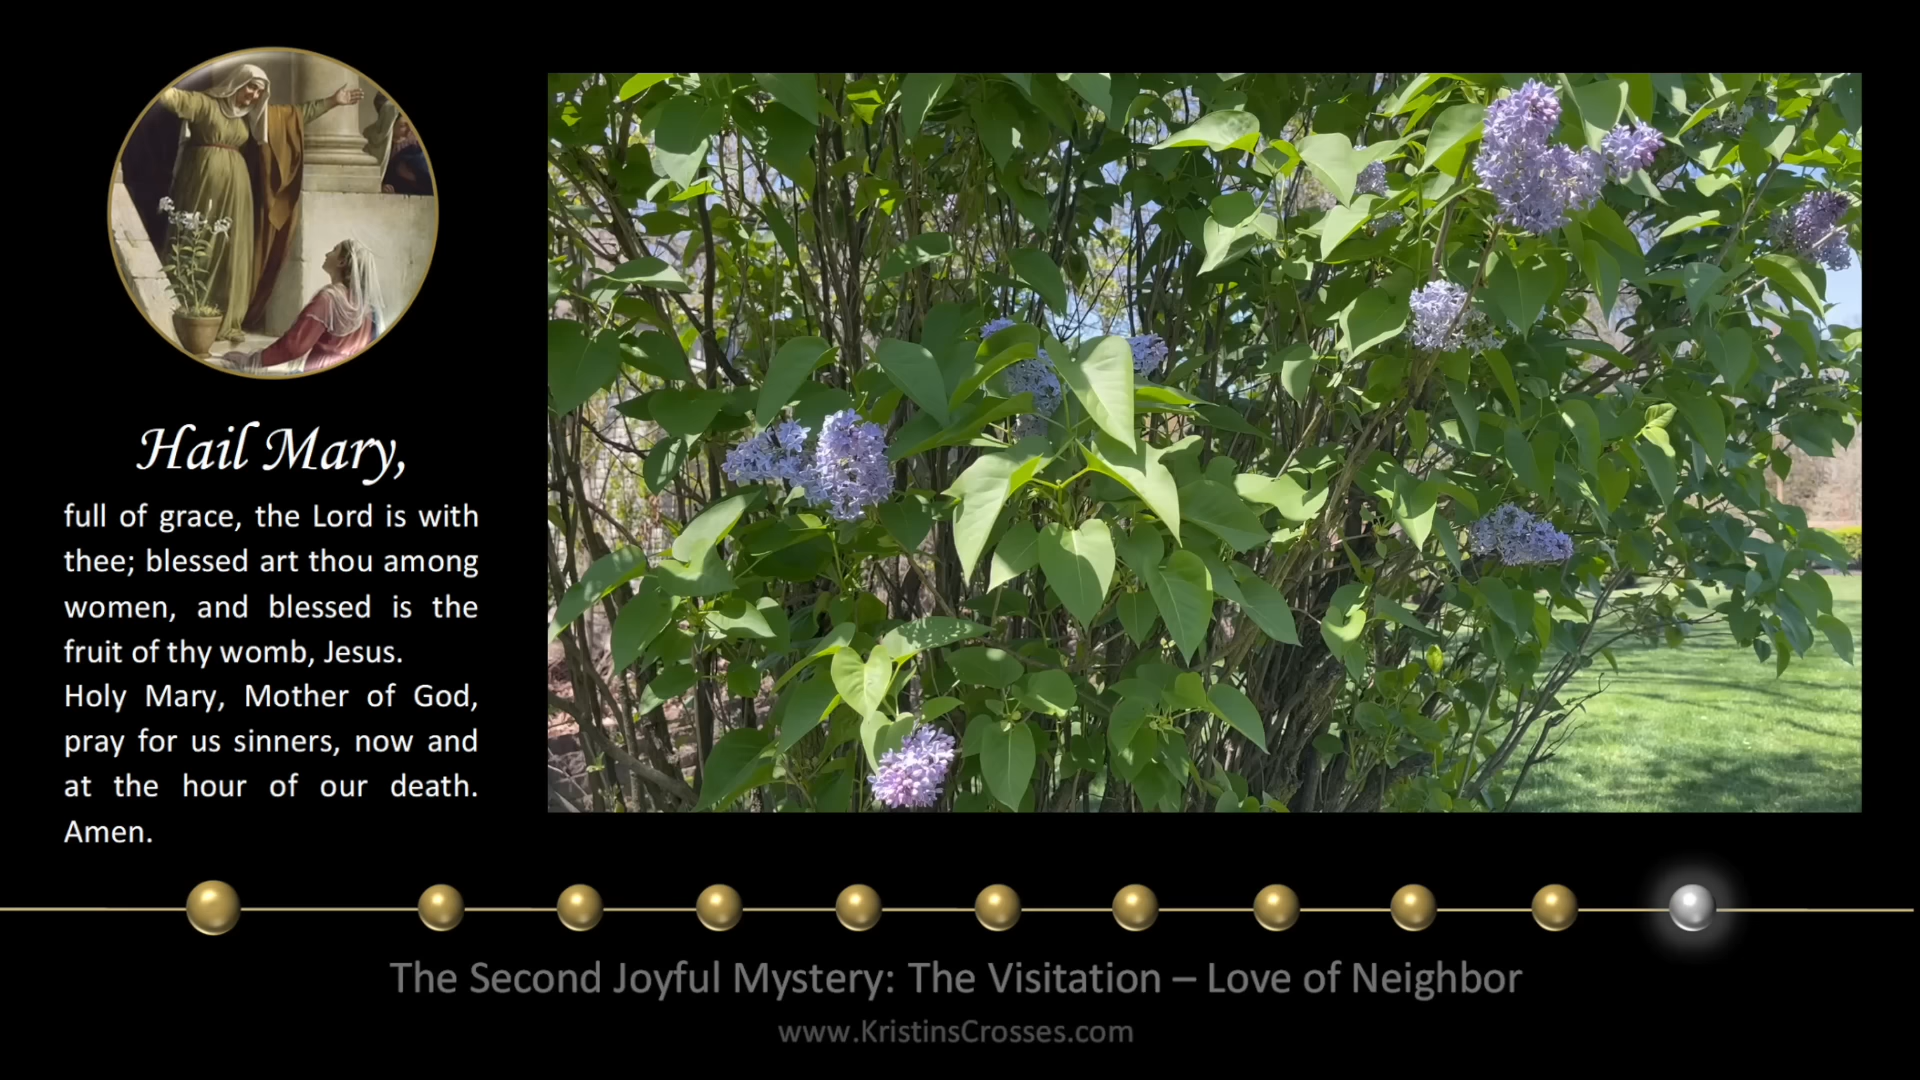 Hail Mary,
full of grace, the Lord is with
thee; blessed art thou among
women, and blessed is the
fruit of thy womb, Jesus.
Holy Mary, Mother of God,
pray for us sinners, now and
at the hour of our death.
Amen.
The Second Joyful Mystery: The Visitation – Love of Neighbor
www.KristinsCrosses.com